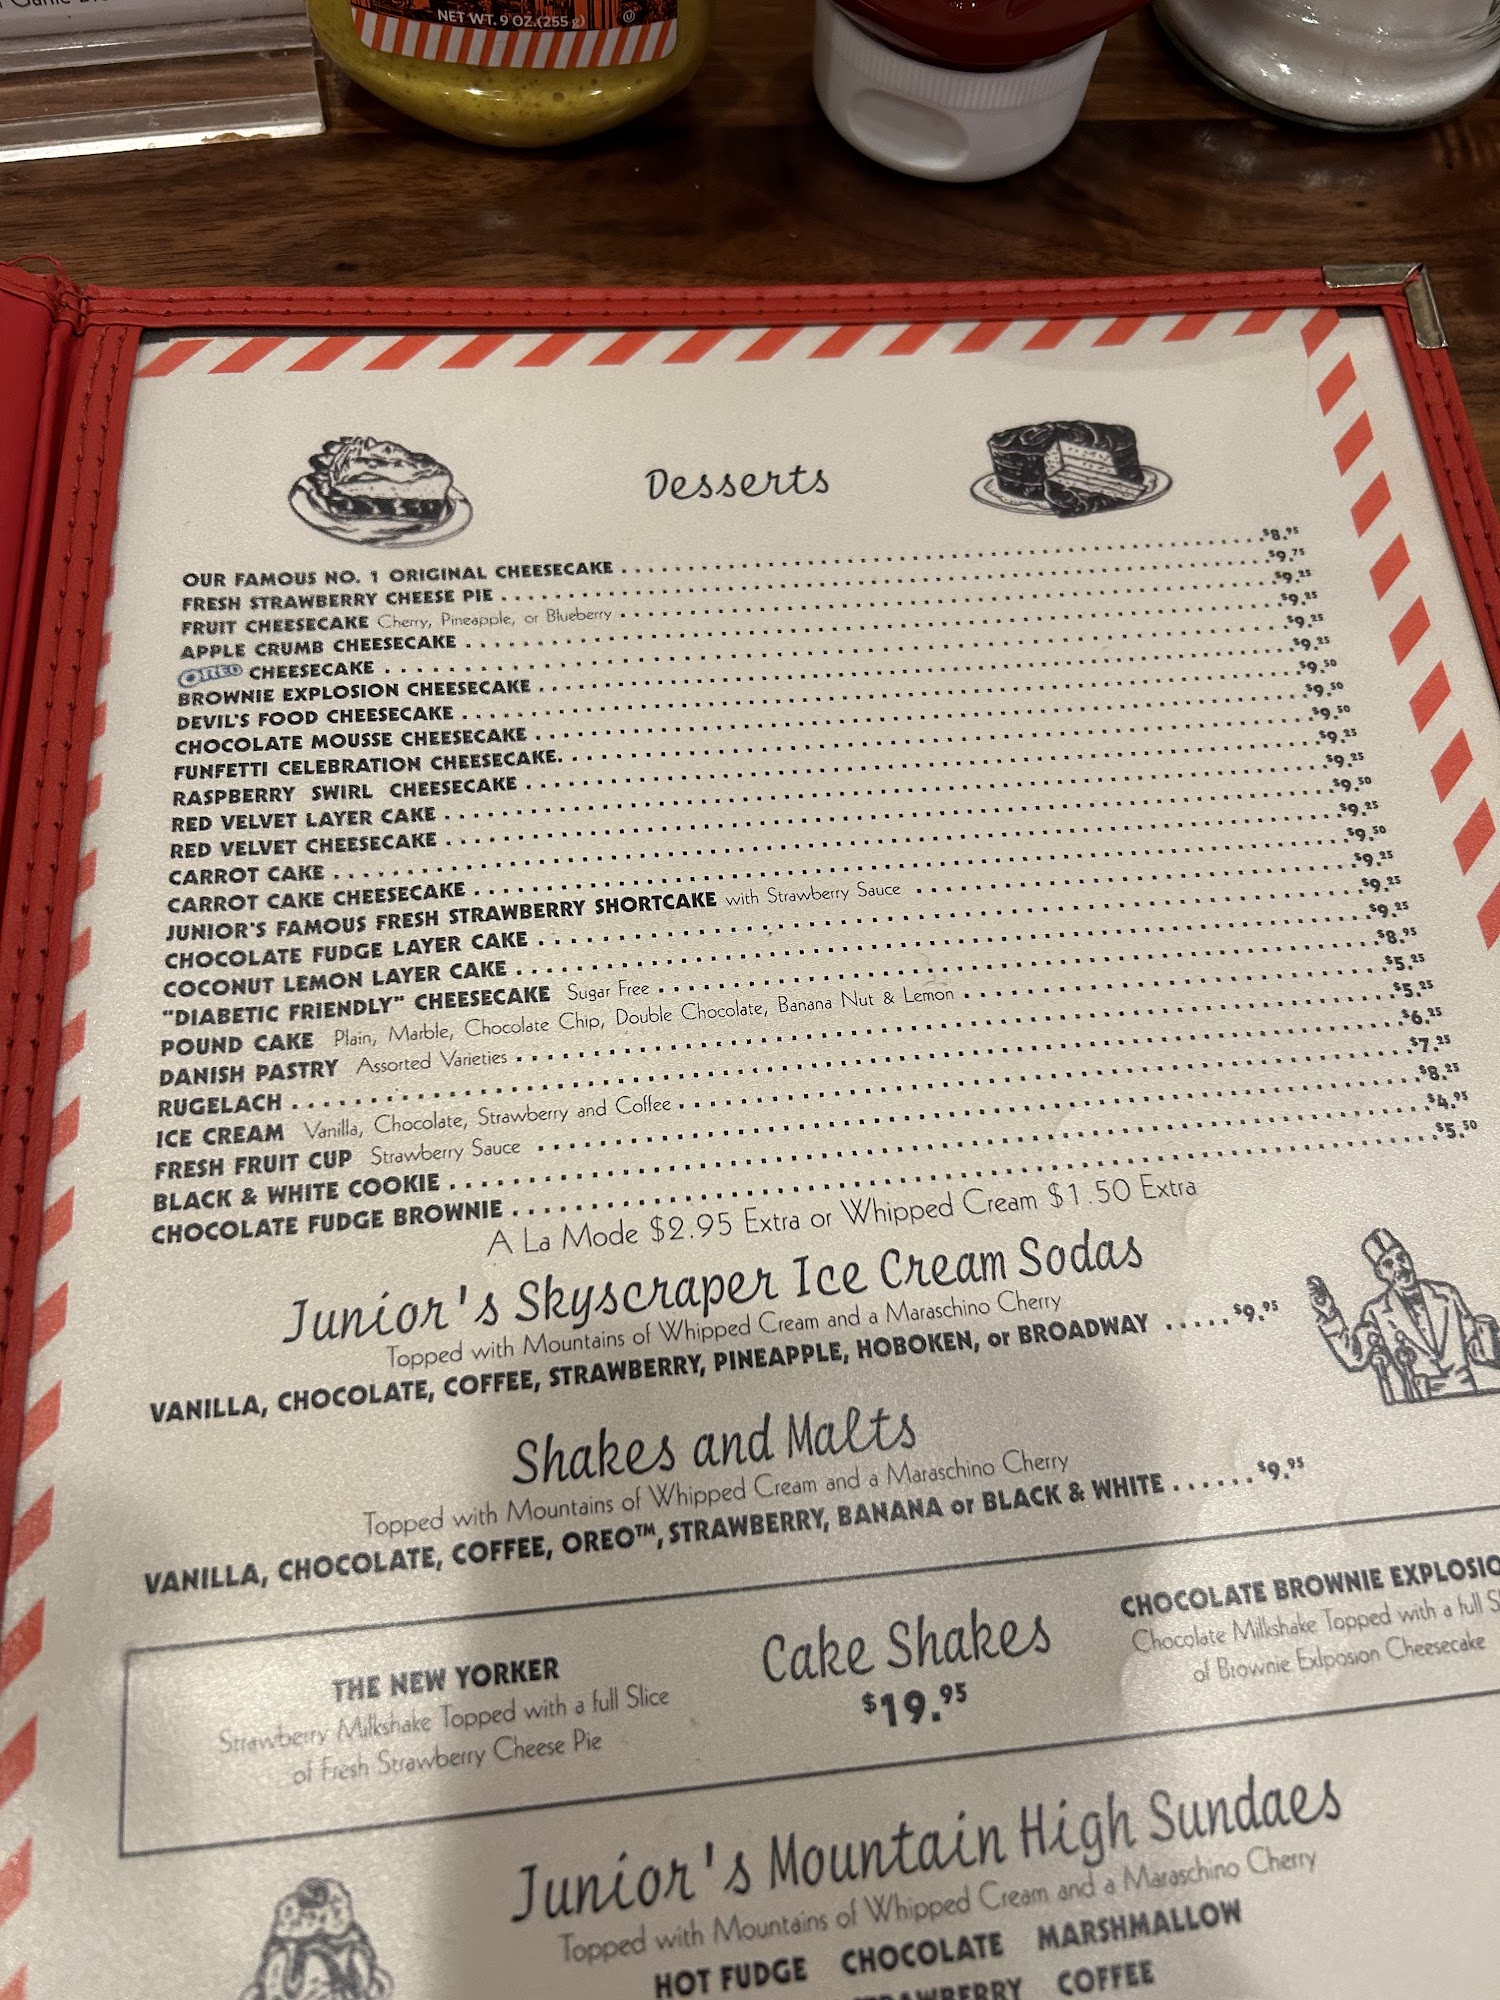 NET WT. 9 OZ.(255 g)
Desserts
OUR FAMOUS NO. 1 ORIGINAL CHEESECAKE $8.95
FRESH STRAWBERRY CHEESE PIE $9.75
FRUIT CHEESECAKE Cherry, Pineapple, or Blueberry $9.25
APPLE CRUMB CHEESECAKE $9.25
OREO CHEESECAKE $9.25
BROWNIE EXPLOSION CHEESECAKE $9.25
DEVIL'S FOOD CHEESECAKE $9.50
CHOCOLATE MOUSSE CHEESECAKE $9.50
FUNFETTI CELEBRATION CHEESECAKE $9.50
RASPBERRY SWIRL CHEESECAKE $9.25
RED VELVET LAYER CAKE $9.25
RED VELVET CHEESECAKE $9.50
CARROT CAKE $9.25
CARROT CAKE CHEESECAKE $9.50
JUNIOR'S FAMOUS FRESH STRAWBERRY SHORTCAKE with Strawberry Sauce $9.25
CHOCOLATE FUDGE LAYER CAKE $9.25
COCONUT LEMON LAYER CAKE $9.25
"DIABETIC FRIENDLY" CHEESECAKE Sugar Free $8.95
POUND CAKE Plain, Marble, Chocolate Chip, Double Chocolate, Banana Nut & Lemon $5.25
DANISH PASTRY Assorted Varieties $5.25
RUGELACH $6.25
ICE CREAM Vanilla, Chocolate, Strawberry and Coffee $7.25
FRESH FRUIT CUP Strawberry Sauce $8.25
BLACK & WHITE COOKIE $4.95
CHOCOLATE FUDGE BROWNIE $5.50
A La Mode $2.95 Extra or Whipped Cream $1.50 Extra
Junior's Skyscraper Ice Cream Sodas
Topped with Mountains of Whipped Cream and a Maraschino Cherry
VANILLA, CHOCOLATE, COFFEE, STRAWBERRY, PINEAPPLE, HOBOKEN, or BROADWAY ..... $9.95
Shakes and Malts
Topped with Mountains of Whipped Cream and a Maraschino Cherry
VANILLA, CHOCOLATE, COFFEE, OREO™, STRAWBERRY, BANANA or BLACK & WHITE ...... $9.95
THE NEW YORKER
Strawberry Milkshake Topped with a full Slice
of Fresh Strawberry Cheese Pie
Cake Shakes
$19.95
CHOCOLATE BROWNIE EXPLOSIO
Chocolate Milkshake Topped with a full S
of Brownie Exlposion Cheesecake
Junior's Mountain High Sundaes
Topped with Mountains of Whipped Cream and a Maraschino Cherry
HOT FUDGE CHOCOLATE MARSHMALLOW
TRAWBERRY COFFEE